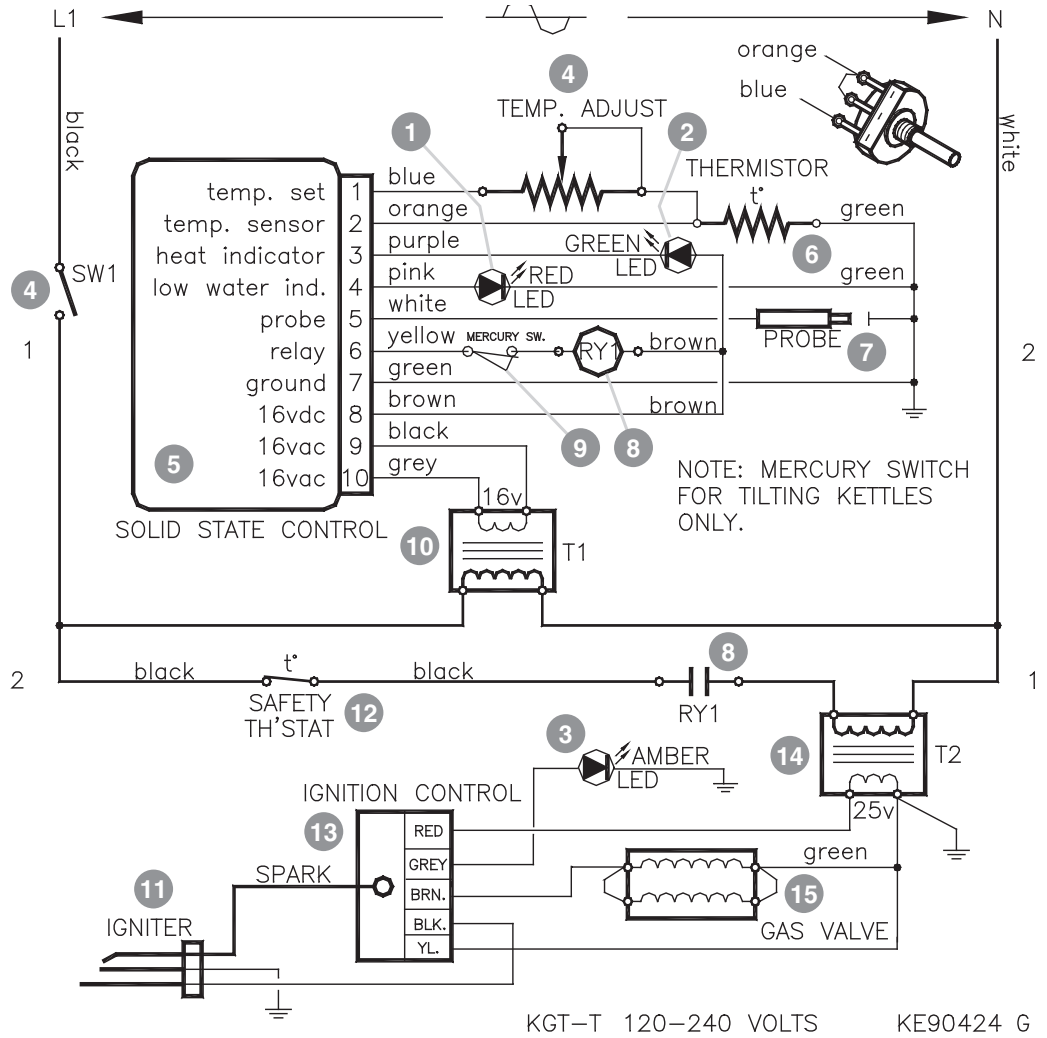 L1
N
orange
blue
4
TEMP. ADJUST
1
2
black
white
THERMISTOR
t°
temp. set 1 blue
temp. sensor 2 orange
green
heat indicator 3 purple
GREEN
LED
6
low water ind. 4 pink
RED
LED
green
SW1
4
probe 5 white
PROBE
7
relay 6 yellow
MERCURY SW.
RY1
brown
1
2
ground 7 green
16vdc 8 brown
brown
16vac 9 black
9
8
16vac 10 grey
5
16v
SOLID STATE CONTROL
NOTE: MERCURY SWITCH
FOR TILTING KETTLES
ONLY.
10
T1
2
black
t°
black
8
1
SAFETY
TH'STAT
12
RY1
3
AMBER
LED
14
T2
25v
IGNITION CONTROL
13
RED
GREY
BRN.
BLK.
YL.
green
SPARK
11
IGNITER
15
GAS VALVE
KGT-T 120-240 VOLTS
KE90424 G